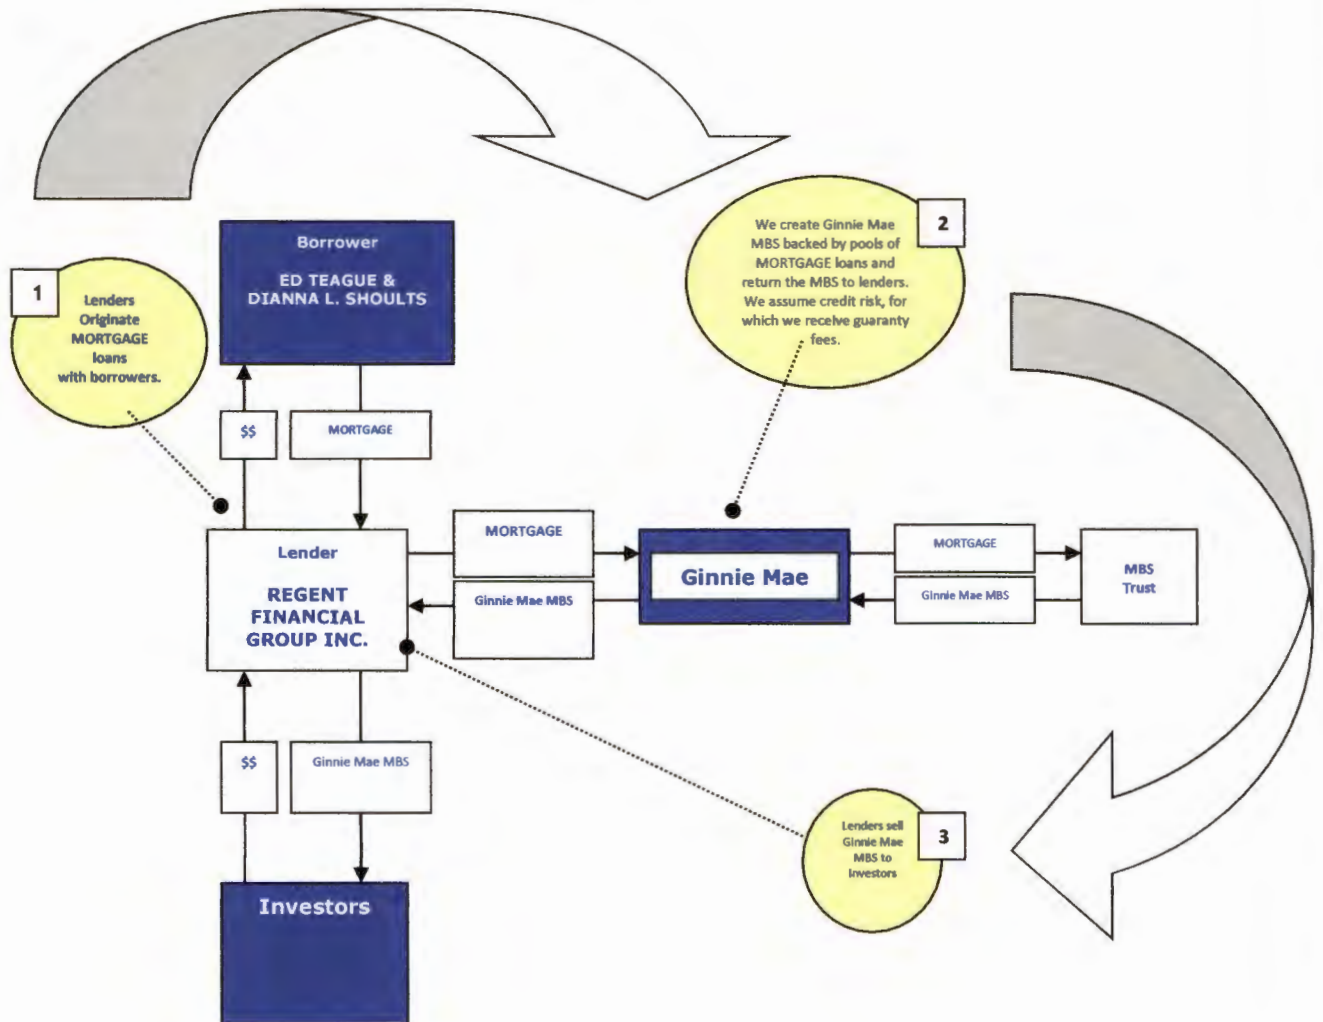 Borrower
ED TEAGUE &
DIANNA L. SHOULTS
1
Lenders
Originate
MORTGAGE
loans
with borrowers.
2
We create Ginnie Mae
MBS backed by pools of
MORTGAGE loans and
return the MBS to lenders.
We assume credit risk, for
which we receive guaranty
fees.
$$
MORTGAGE
Lender
REGENT
FINANCIAL
GROUP INC.
MORTGAGE
Ginnie Mae MBS
Ginnie Mae
MORTGAGE
Ginnie Mae MBS
MBS
Trust
$$
Ginnie Mae MBS
3
Lenders sell
Ginnie Mae
MBS to
investors
Investors